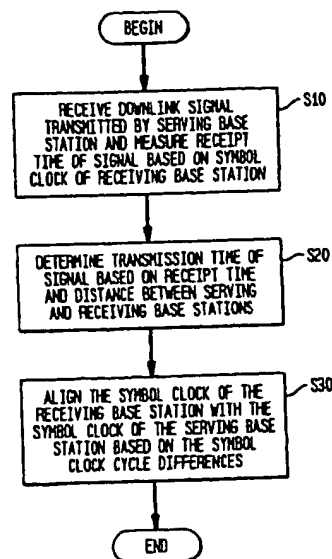 BEGIN
S10
RECEIVE DOWNLINK SIGNAL
TRANSMITTED BY SERVING BASE
STATION AND MEASURE RECEIPT
TIME OF SIGNAL BASED ON SYMBOL
CLOCK OF RECEIVING BASE STATION
S20
DETERMINE TRANSMISSION TIME OF
SIGNAL BASED ON RECEIPT TIME
AND DISTANCE BETWEEN SERVING
AND RECEIVING BASE STATIONS
S30
ALIGN THE SYMBOL CLOCK OF THE
RECEIVING BASE STATION WITH THE
SYMBOL CLOCK OF THE SERVING BASE
STATION BASED ON THE SYMBOL
CLOCK CYCLE DIFFERENCES
END